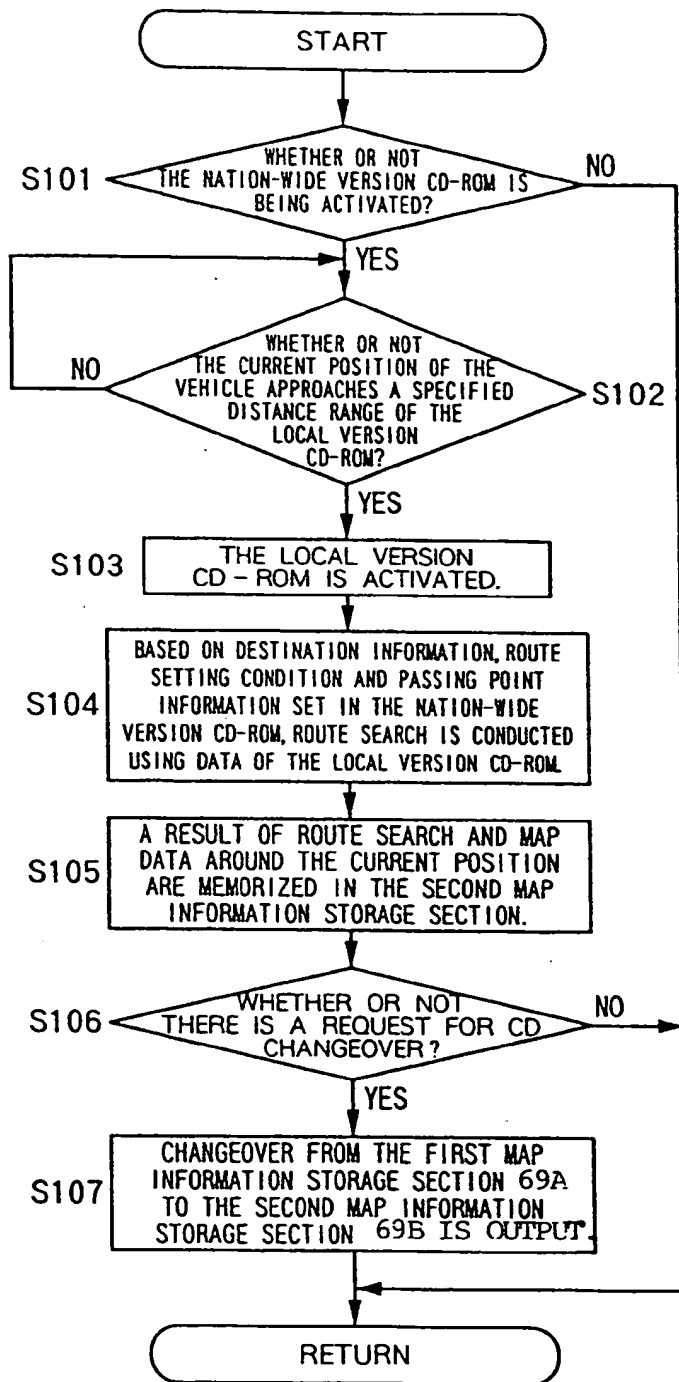 START
S101
WHETHER OR NOT
THE NATION-WIDE VERSION CD-ROM IS
BEING ACTIVATED?
NO
YES
WHETHER OR NOT
THE CURRENT POSITION OF THE
VEHICLE APPROACHES A SPECIFIED
DISTANCE RANGE OF THE
LOCAL VERSION
CD-ROM?
NO
S102
YES
S103
THE LOCAL VERSION
CD-ROM IS ACTIVATED.
S104
BASED ON DESTINATION INFORMATION, ROUTE
SETTING CONDITION AND PASSING POINT
INFORMATION SET IN THE NATION-WIDE
VERSION CD-ROM, ROUTE SEARCH IS CONDUCTED
USING DATA OF THE LOCAL VERSION CD-ROM.
S105
A RESULT OF ROUTE SEARCH AND MAP
DATA AROUND THE CURRENT POSITION
ARE MEMORIZED IN THE SECOND MAP
INFORMATION STORAGE SECTION.
S106
WHETHER OR NOT
THERE IS A REQUEST FOR CD
CHANGEOVER?
NO
YES
S107
CHANGEOVER FROM THE FIRST MAP
INFORMATION STORAGE SECTION 69A
TO THE SECOND MAP INFORMATION
STORAGE SECTION 69B IS OUTPUT.
RETURN